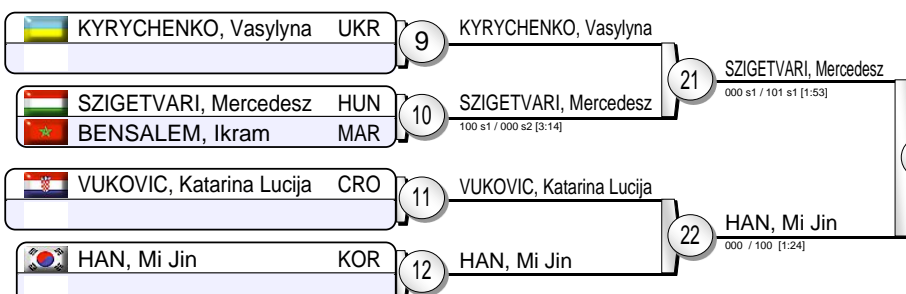 KYRYCHENKO, Vasylyna UKR
9
KYRYCHENKO, Vasylyna
SZIGETVARI, Mercedesz HUN
BENSALEM, Ikram MAR
10
SZIGETVARI, Mercedesz
100 s1 / 000 s2 [3:14]
21
SZIGETVARI, Mercedesz
000 s1 / 101 s1 [1:53]
VUKOVIC, Katarina Lucija CRO
11
VUKOVIC, Katarina Lucija
HAN, Mi Jin KOR
12
HAN, Mi Jin
22
HAN, Mi Jin
000 / 100 [1:24]